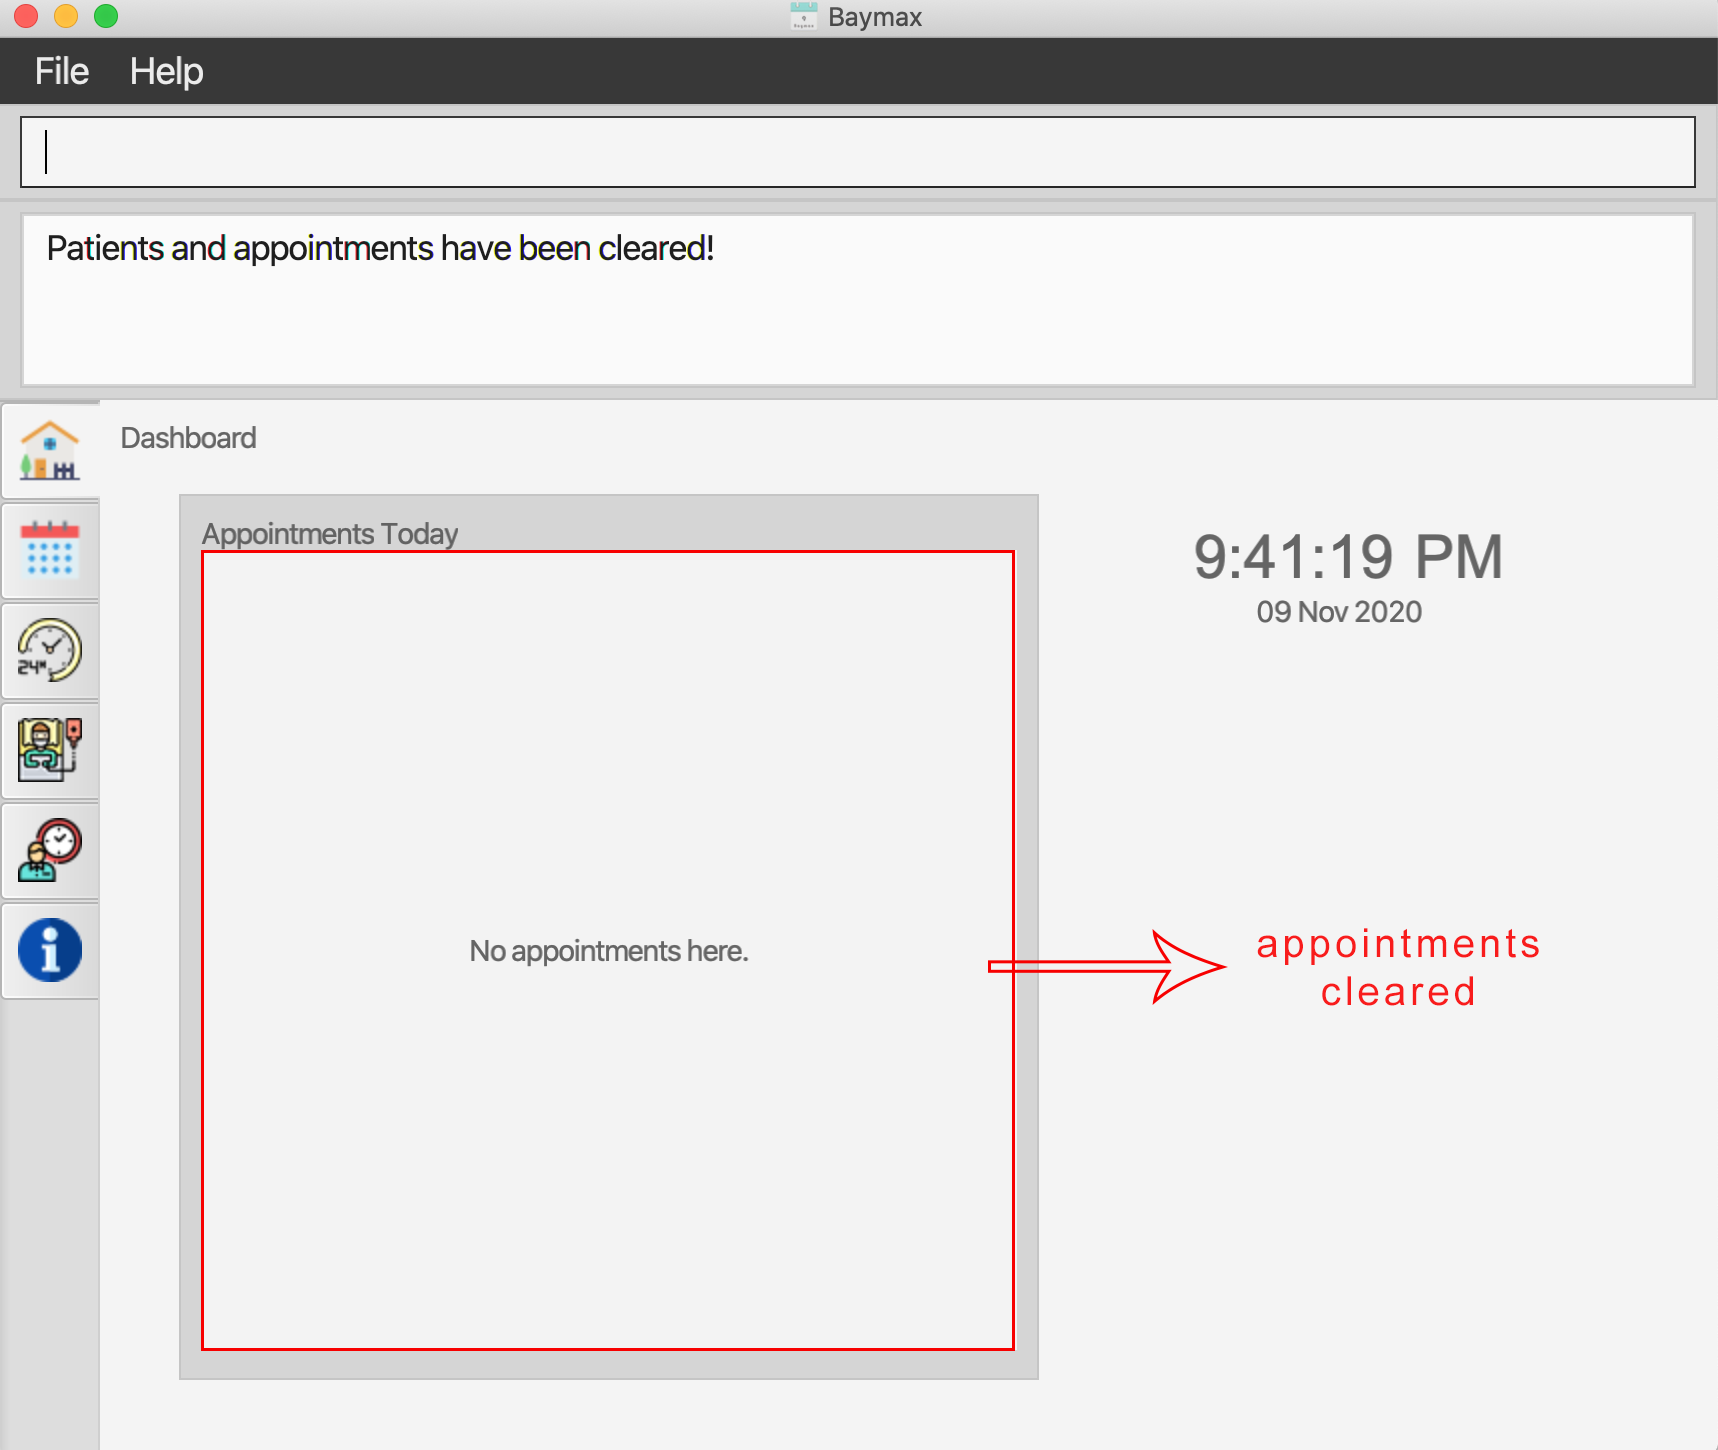 Baymax
File Help
Patients and appointments have been cleared!
Dashboard
Appointments Today
9:41:19 PM
09 Nov 2020
24H
No appointments here.
appointments
cleared